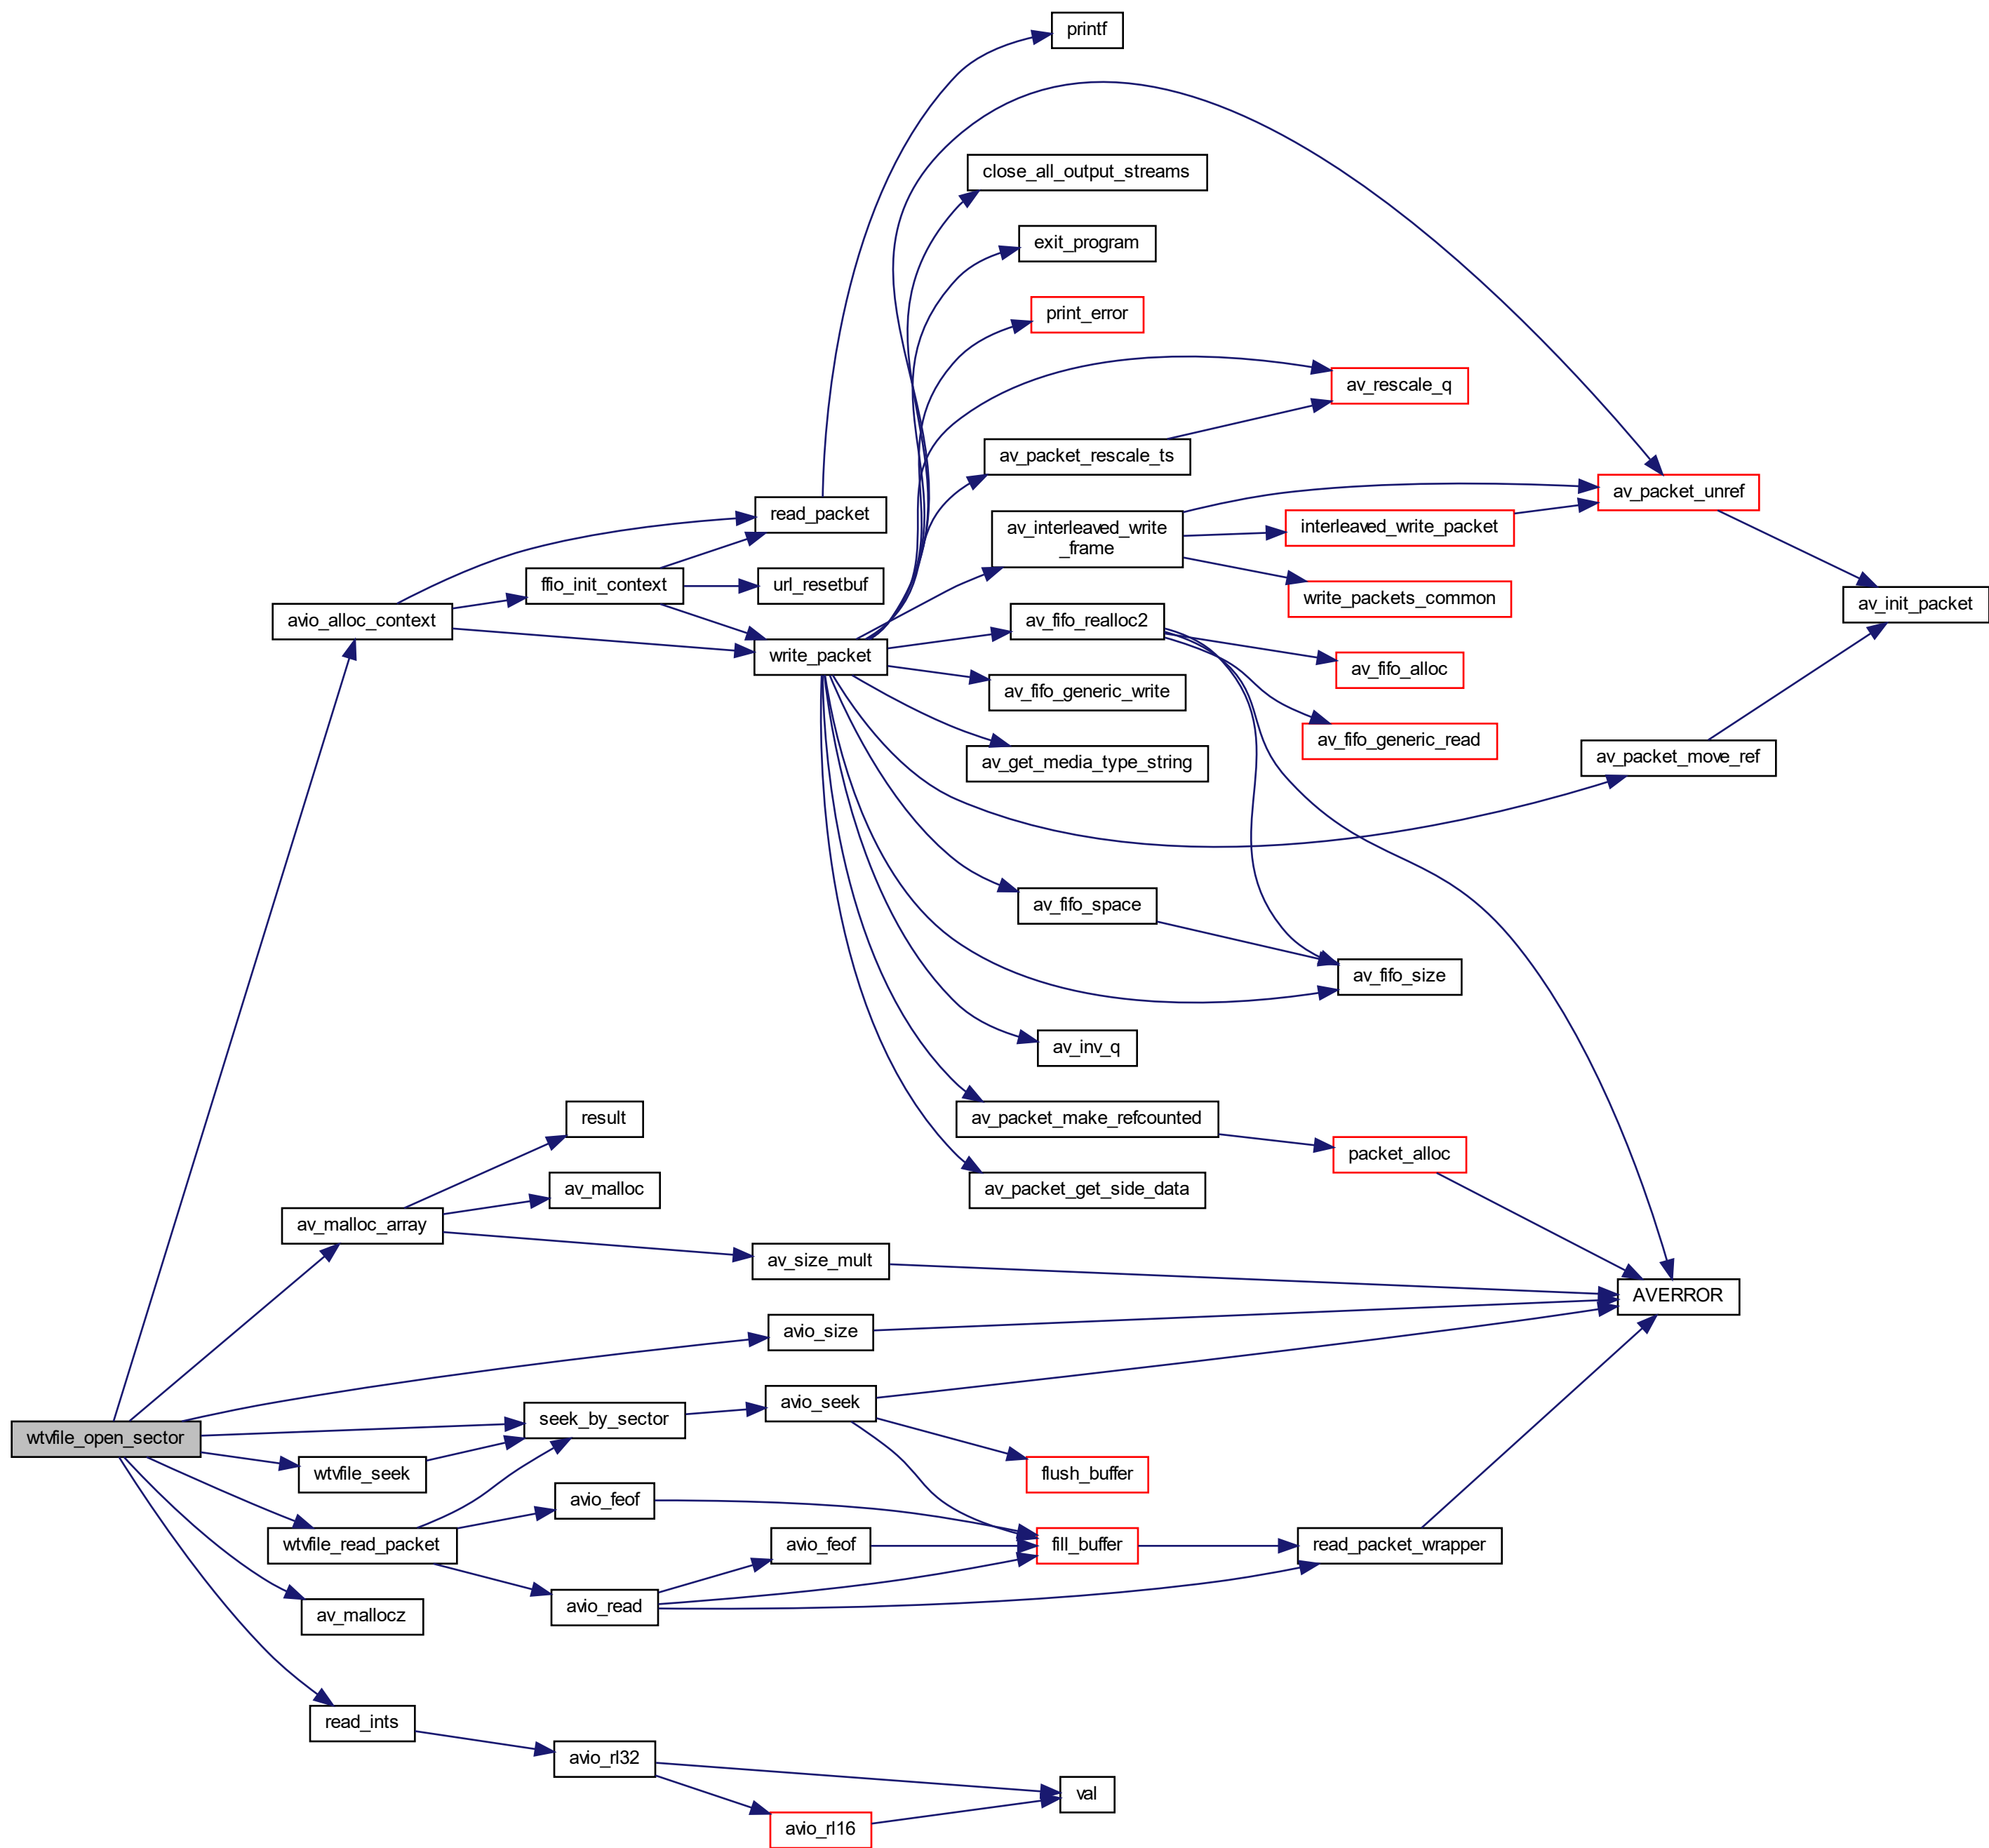 printf
close_all_output_streams
exit_program
print_error
av_rescale_q
av_packet_rescale_ts
av_packet_unref
read_packet
av_interleaved_write
_frame
interleaved_write_packet
ffio_init_context
url_resetbuf
write_packets_common
av_init_packet
avio_alloc_context
av_fifo_realloc2
write_packet
av_fifo_alloc
av_fifo_generic_write
av_fifo_generic_read
av_get_media_type_string
av_packet_move_ref
av_fifo_space
av_fifo_size
av_inv_q
result
av_packet_make_refcounted
packet_alloc
av_malloc
av_packet_get_side_data
av_malloc_array
av_size_mult
AVERROR
avio_size
avio_seek
seek_by_sector
wtvfile_open_sector
wtvfile_seek
flush_buffer
avio_feof
wtvfile_read_packet
avio_feof
fill_buffer
read_packet_wrapper
avio_read
av_mallocz
read_ints
avio_rl32
val
avio_rl16